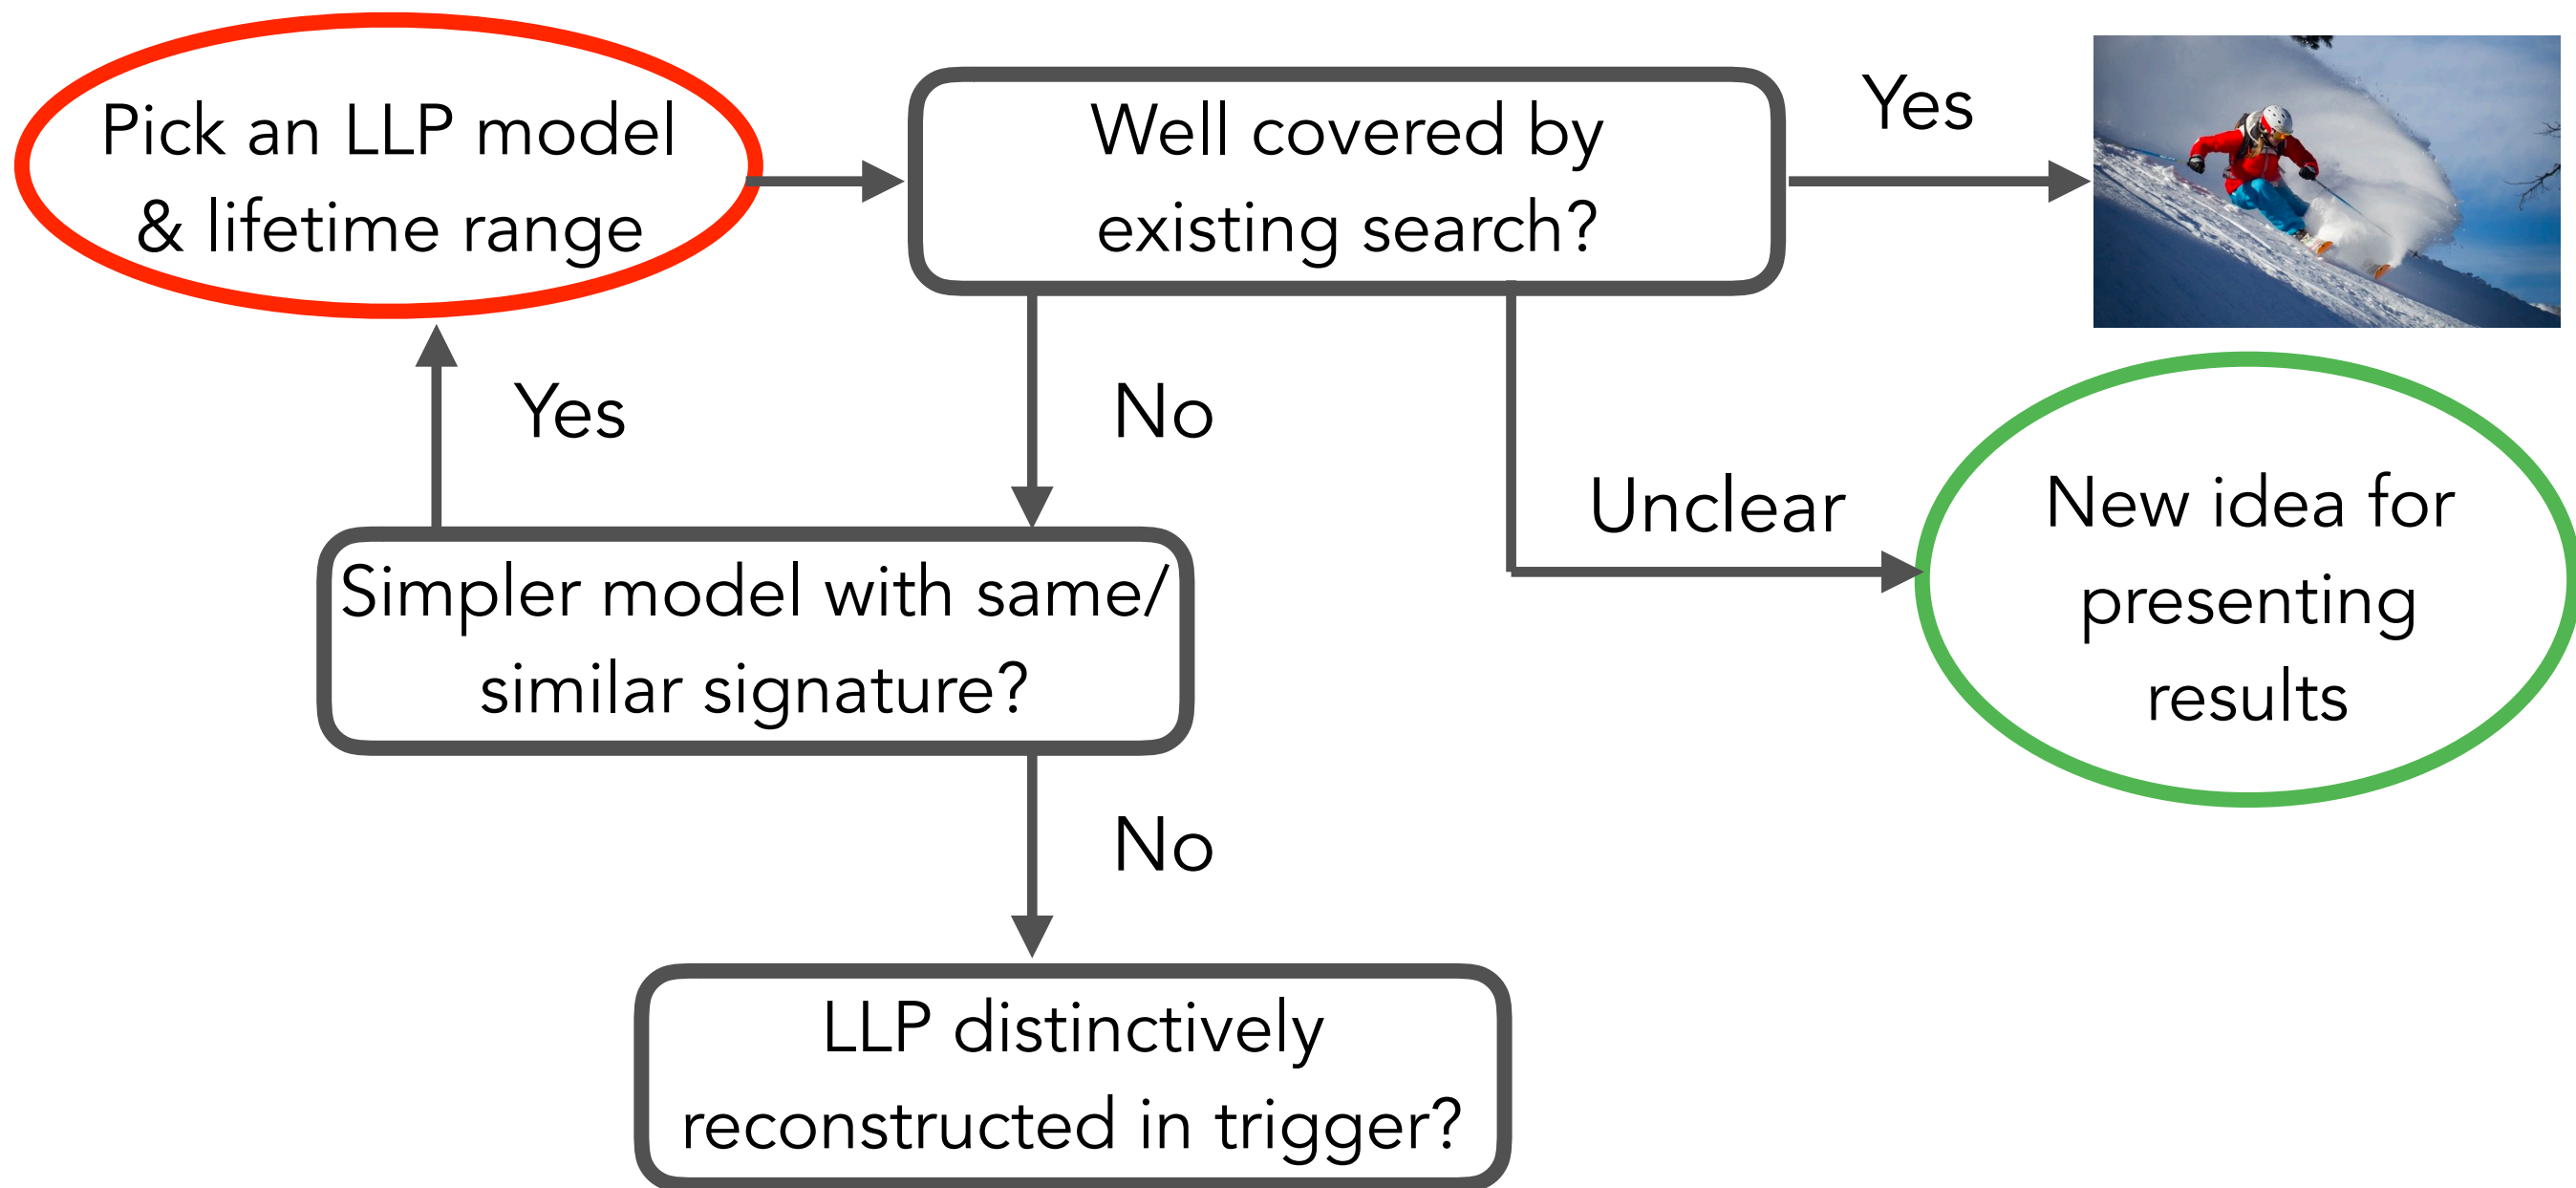 Pick an LLP model
& lifetime range
Well covered by
existing search?
Yes
Yes
No
Unclear
New idea for
presenting
results
Simpler model with same/
similar signature?
No
LLP distinctively
reconstructed in trigger?